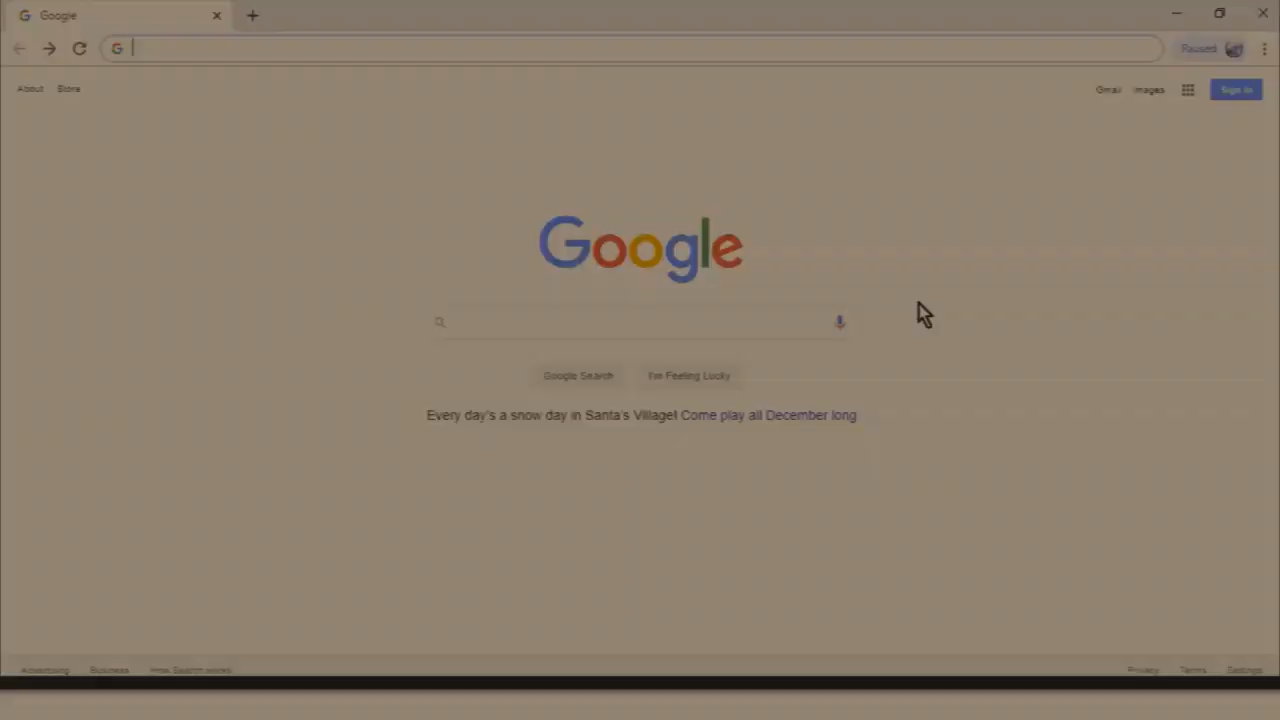 Google
Paused
About Store
Gmail Images Sign in
Google
Google Search I'm Feeling Lucky
Every day's a snow day in Santa's Village! Come play all December long
Advertising Business How Search works
Privacy Terms Settings